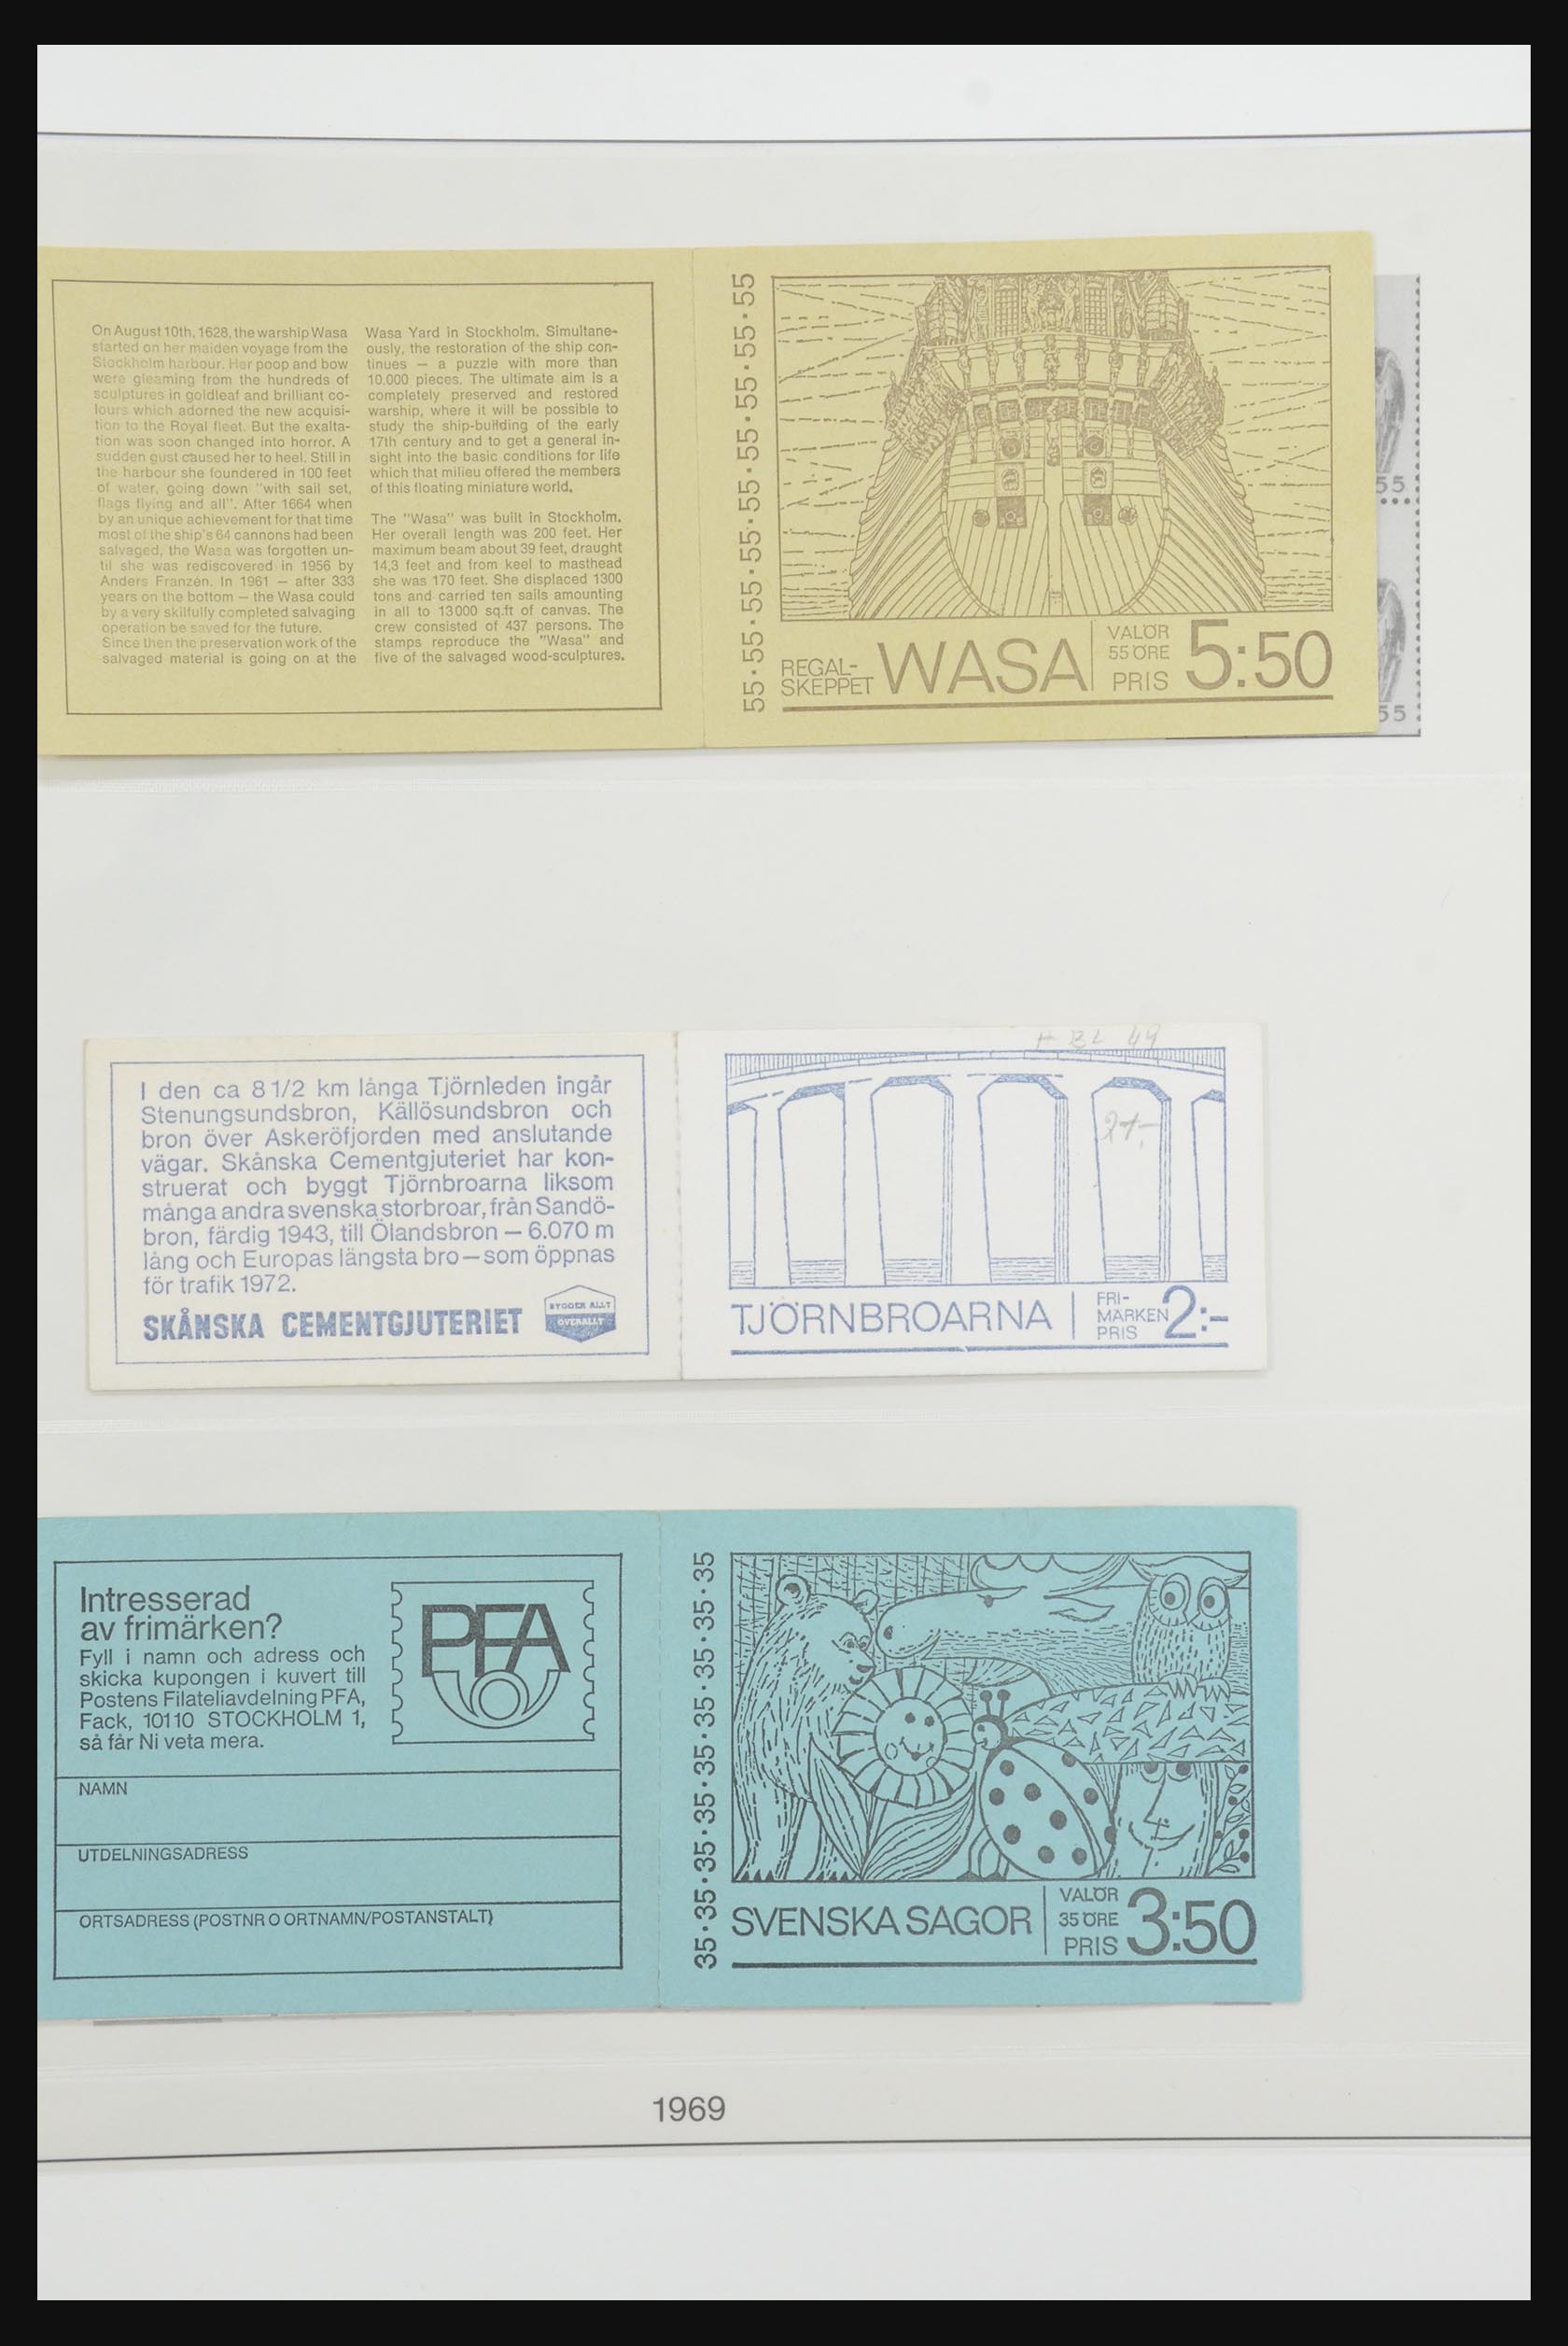 On August 10th, 1628, the warship Wasa
started on her maiden voyage from the
Stockholm harbour. Her poop and bow
were gleaming from the hundreds of
sculptures in goldleaf and brilliant co-
lours which adorned the new acquisi-
tion to the Royal fleet. But the exalta-
tion was soon changed into horror. A
sudden gust caused her to heel. Still in
the harbour she foundered in 100 feet
of water, going down "with sail set,
flags flying and all". After 1664 when
by an unique achievement for that time
most of the ship's 64 cannons had been
salvaged, the Wasa was forgotten un-
til she was rediscovered in 1956 by
Anders Franzén. In 1961 — after 333
years on the bottom — the Wasa could
by a very skilfully completed salvaging
operation be saved for the future.
Since then the preservation work of the
salvaged material is going on at the
Wasa Yard in Stockholm. Simultane-
ously, the restoration of the ship con-
tinues — a puzzle with more than
10.000 pieces. The ultimate aim is a
completely preserved and restored
warship, where it will be possible to
study the ship-building of the early
17th century and to get a general in-
sight into the basic conditions for life
which that milieu offered the members
of this floating miniature world.
The "Wasa" was built in Stockholm.
Her overall length was 200 feet. Her
maximum beam about 39 feet, draught
14,3 feet and from keel to masthead
she was 170 feet. She displaced 1300
tons and carried ten sails amounting
in all to 13000 sq.ft of canvas. The
crew consisted of 437 persons. The
stamps reproduce the "Wasa" and
five of the salvaged wood-sculptures.
55·55·55·55·55·55·55·55·55·55
REGAL-
SKEPPET
WASA
VALÖR
55 ÖRE
PRIS
5:50
55
55
I den ca 8 1/2 km långa Tjörnleden ingår
Stenungsundsbron, Källösundsbron och
bron över Askeröfjorden med anslutande
vägar. Skånska Cementgjuteriet har kon-
struerat och byggt Tjörnbroarna liksom
många andra svenska storbroar, från Sandö-
bron, färdig 1943, till Ölandsbron — 6.070 m
lång och Europas längsta bro — som öppnas
för trafik 1972.
SKÅNSKA CEMENTGJUTERIET
BYGGER ALLT
ÖVERALLT
TJÖRNBROARNA
FRI-
MÄRKEN
PRIS
2:-
Intresserad
av frimärken?
Fyll i namn och adress och
skicka kupongen i kuvert till
Postens Filateliavdelning PFA,
Fack, 10110 STOCKHOLM 1,
så får Ni veta mera.
PFA
NAMN
UTDELNINGSADRESS
ORTSADRESS (POSTNR O ORTNAMN/POSTANSTALT)
35·35·35·35·35·35·35·35·35·35
SVENSKA SAGOR
VALÖR
35 ÖRE
PRIS
3:50
1969